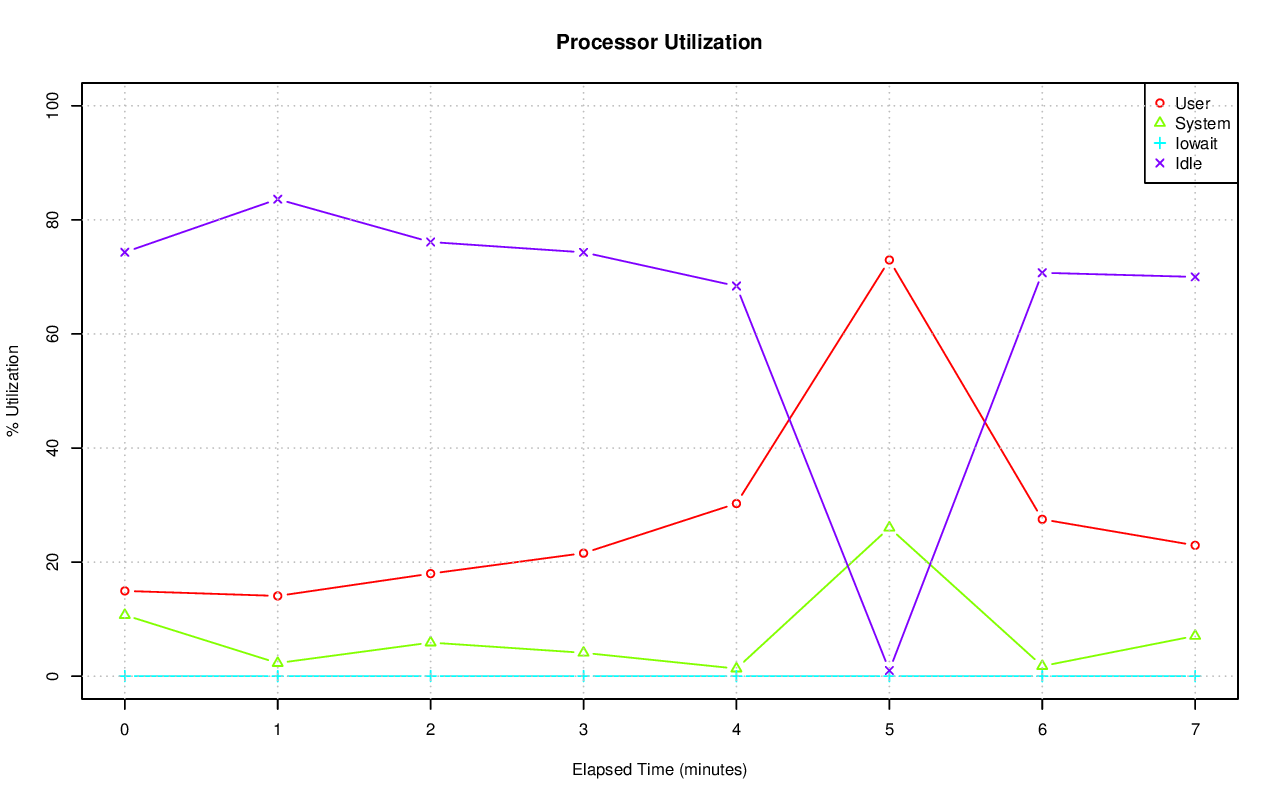 Processor Utilization
% Utilization
100
80
60
40
20
0
User
System
Iowait
Idle
0 1 2 3 4 5 6 7
Elapsed Time (minutes)